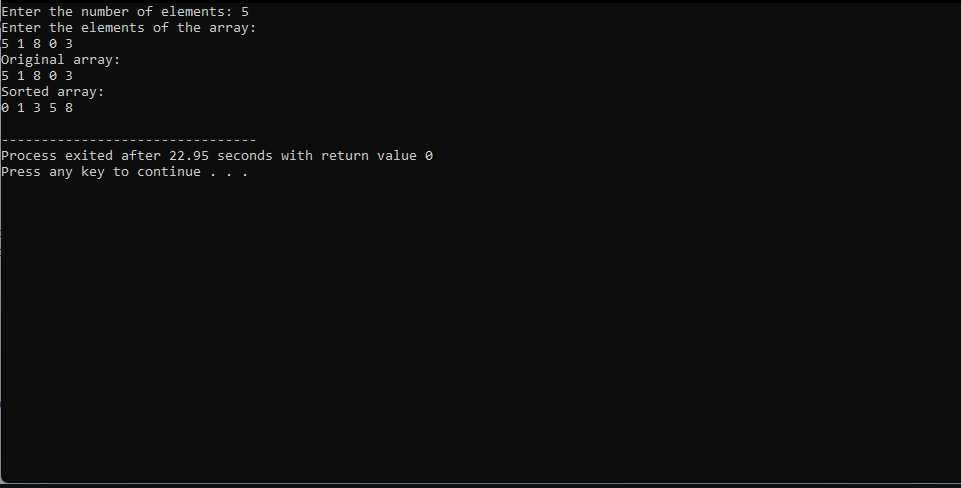 Enter the number of elements: 5
Enter the elements of the array:
5 1 8 0 3
Original array:
5 1 8 0 3
Sorted array:
0 1 3 5 8
--------------------------------
Process exited after 22.95 seconds with return value 0
Press any key to continue . . .